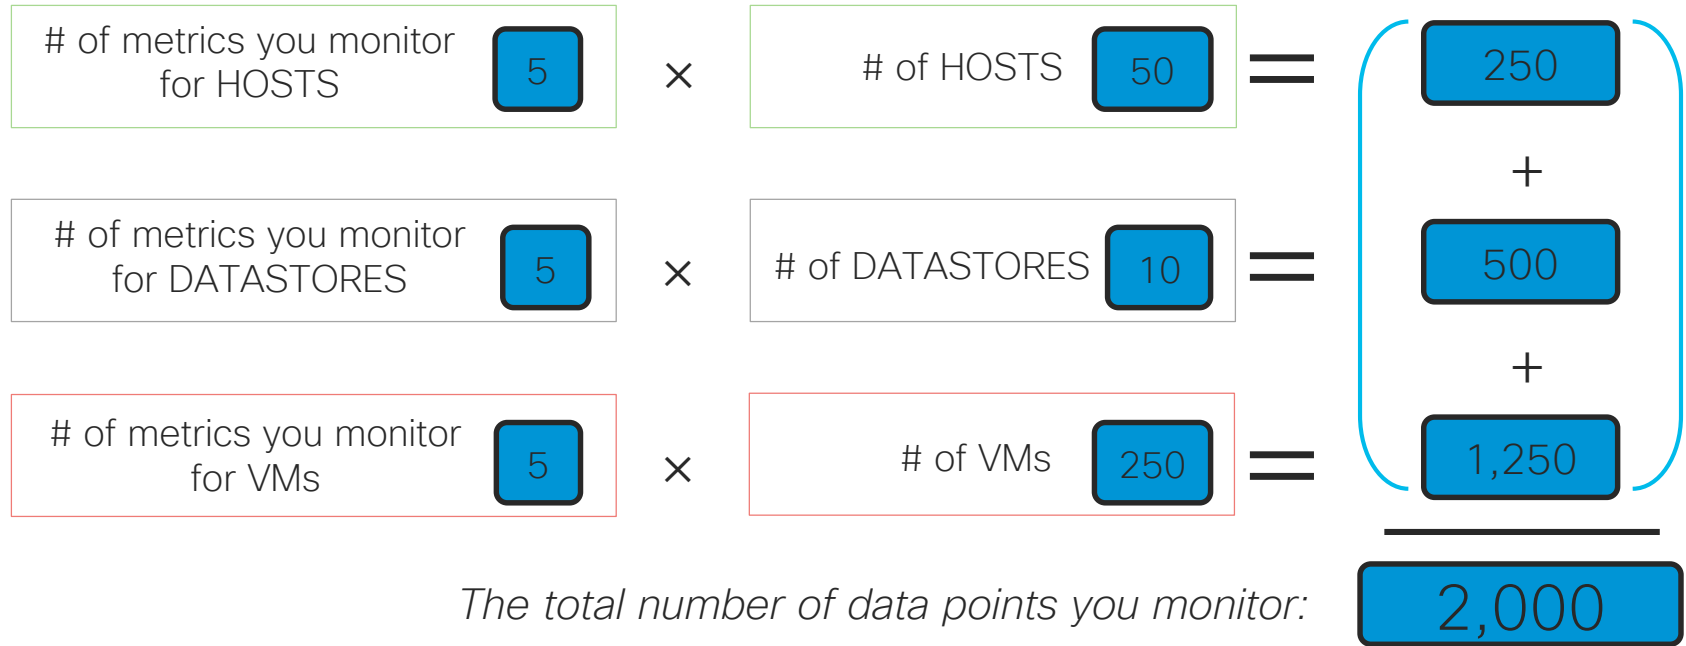 # of metrics you monitor
for HOSTS
5
×
# of HOSTS
50
=
250
+
# of metrics you monitor
for DATASTORES
5
×
# of DATASTORES
10
=
500
+
# of metrics you monitor
for VMs
5
×
# of VMs
250
=
1,250
The total number of data points you monitor:
2,000